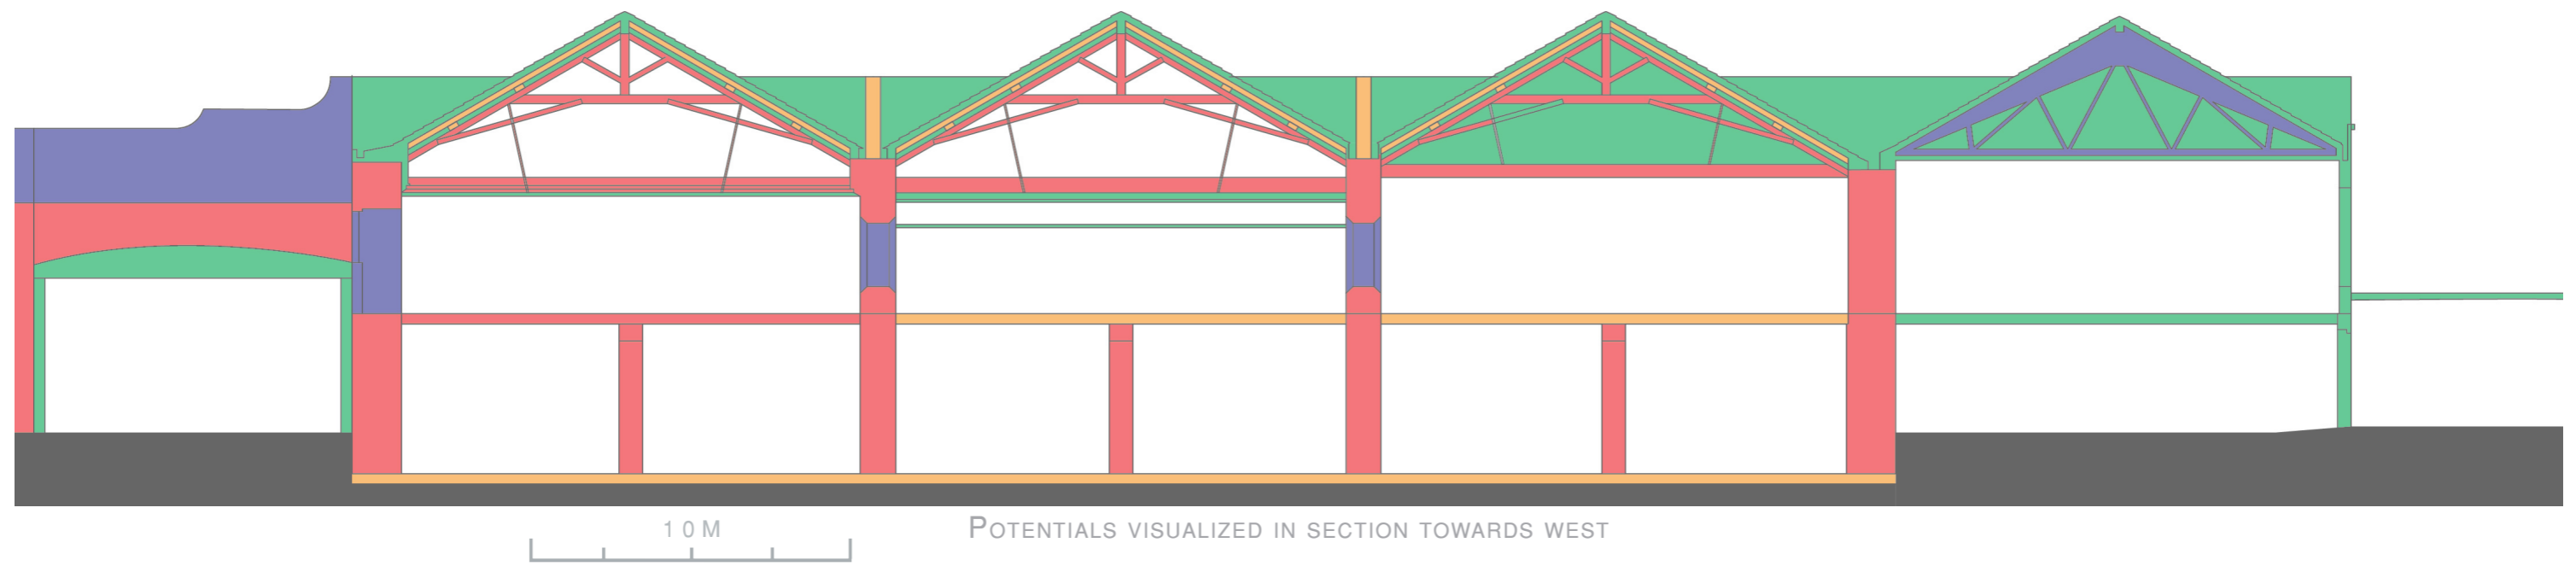 10M
POTENTIALS VISUALIZED IN SECTION TOWARDS WEST